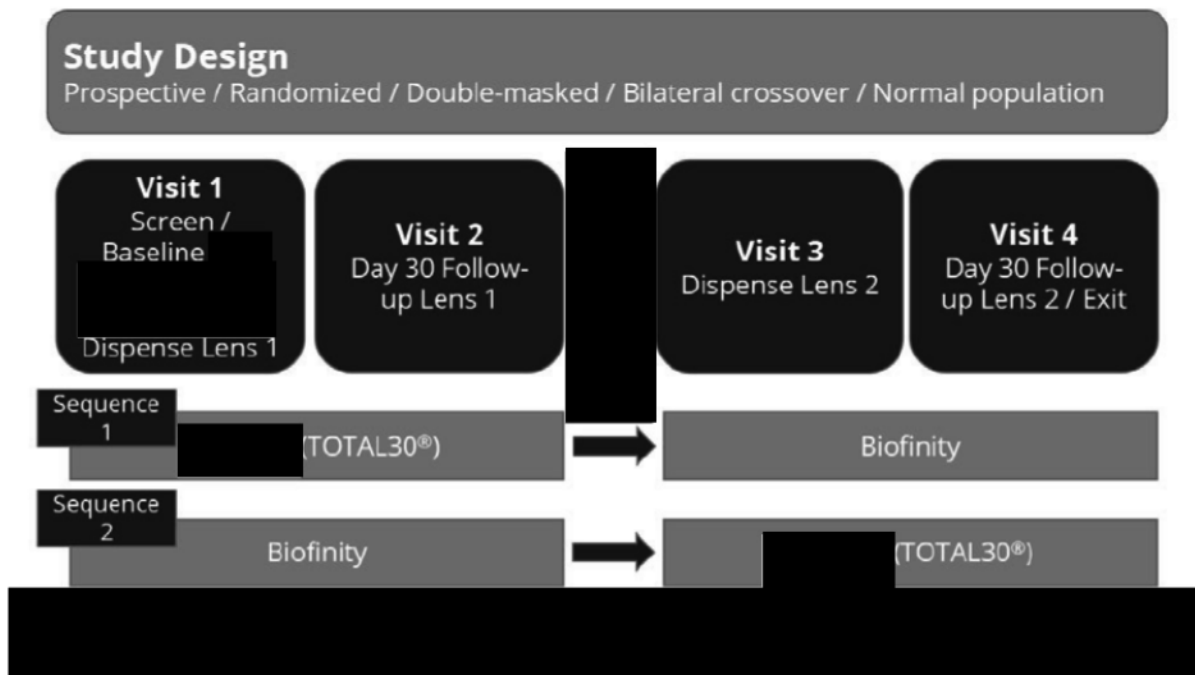 Study Design
Prospective / Randomized / Double-masked / Bilateral crossover / Normal population
Visit 1
Screen /
Baseline
Dispense Lens 1
Visit 2
Day 30 Follow-
up Lens 1
Visit 3
Dispense Lens 2
Visit 4
Day 30 Follow-
up Lens 2 / Exit
Sequence
1
(TOTAL30®)
Biofinity
Sequence
2
Biofinity
(TOTAL30®)